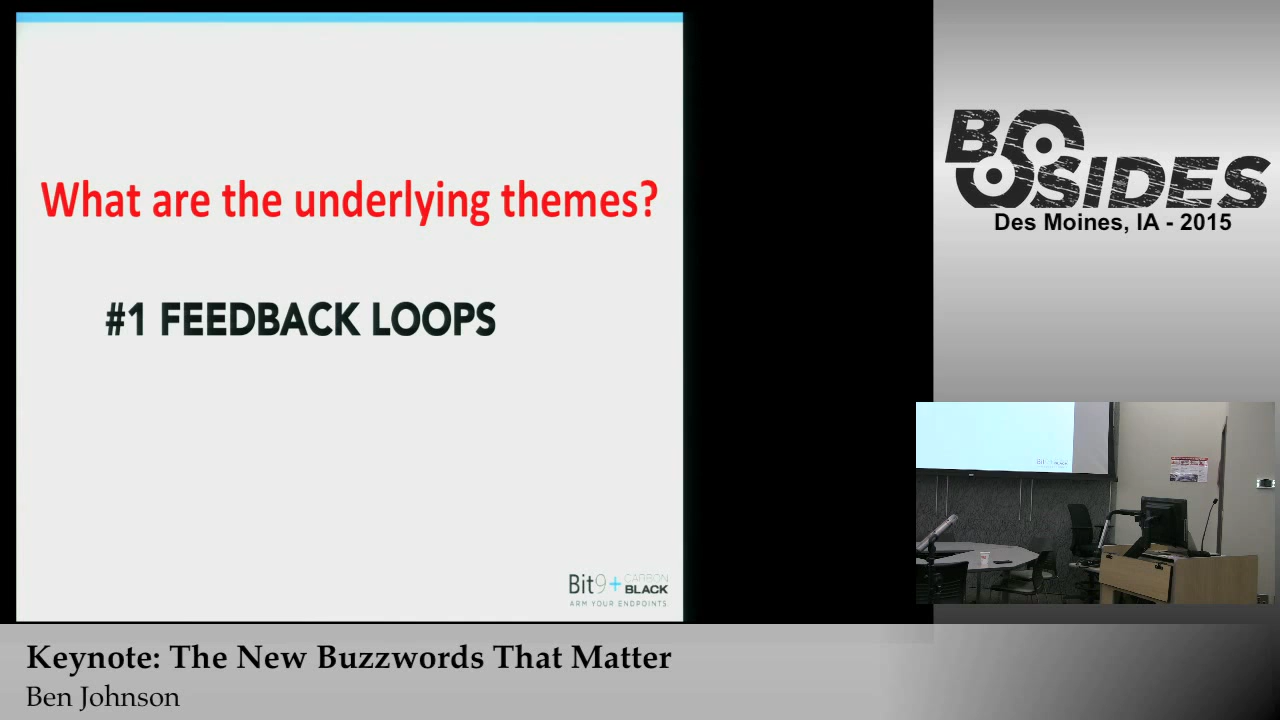 What are the underlying themes?
#1 FEEDBACK LOOPS
Bit9+ CARBON BLACK
ARM YOUR ENDPOINTS
BSIDES
Des Moines, IA - 2015
Keynote: The New Buzzwords That Matter
Ben Johnson